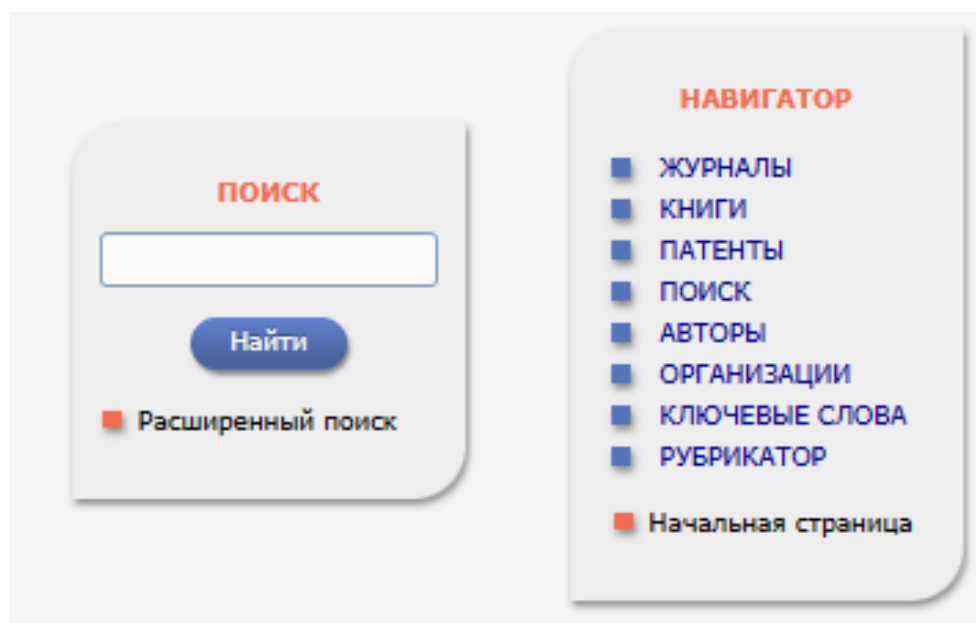 ПОИСК
Найти
Расширенный поиск
НАВИГАТОР
ЖУРНАЛЫ
КНИГИ
ПАТЕНТЫ
ПОИСК
АВТОРЫ
ОРГАНИЗАЦИИ
КЛЮЧЕВЫЕ СЛОВА
РУБРИКАТОР
Начальная страница